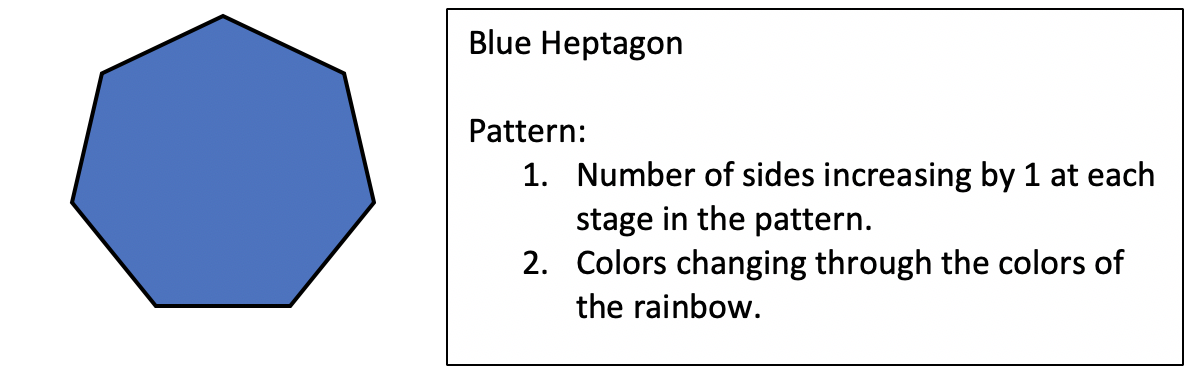 Blue Heptagon
Pattern:
1. Number of sides increasing by 1 at each
stage in the pattern.
2. Colors changing through the colors of
the rainbow.